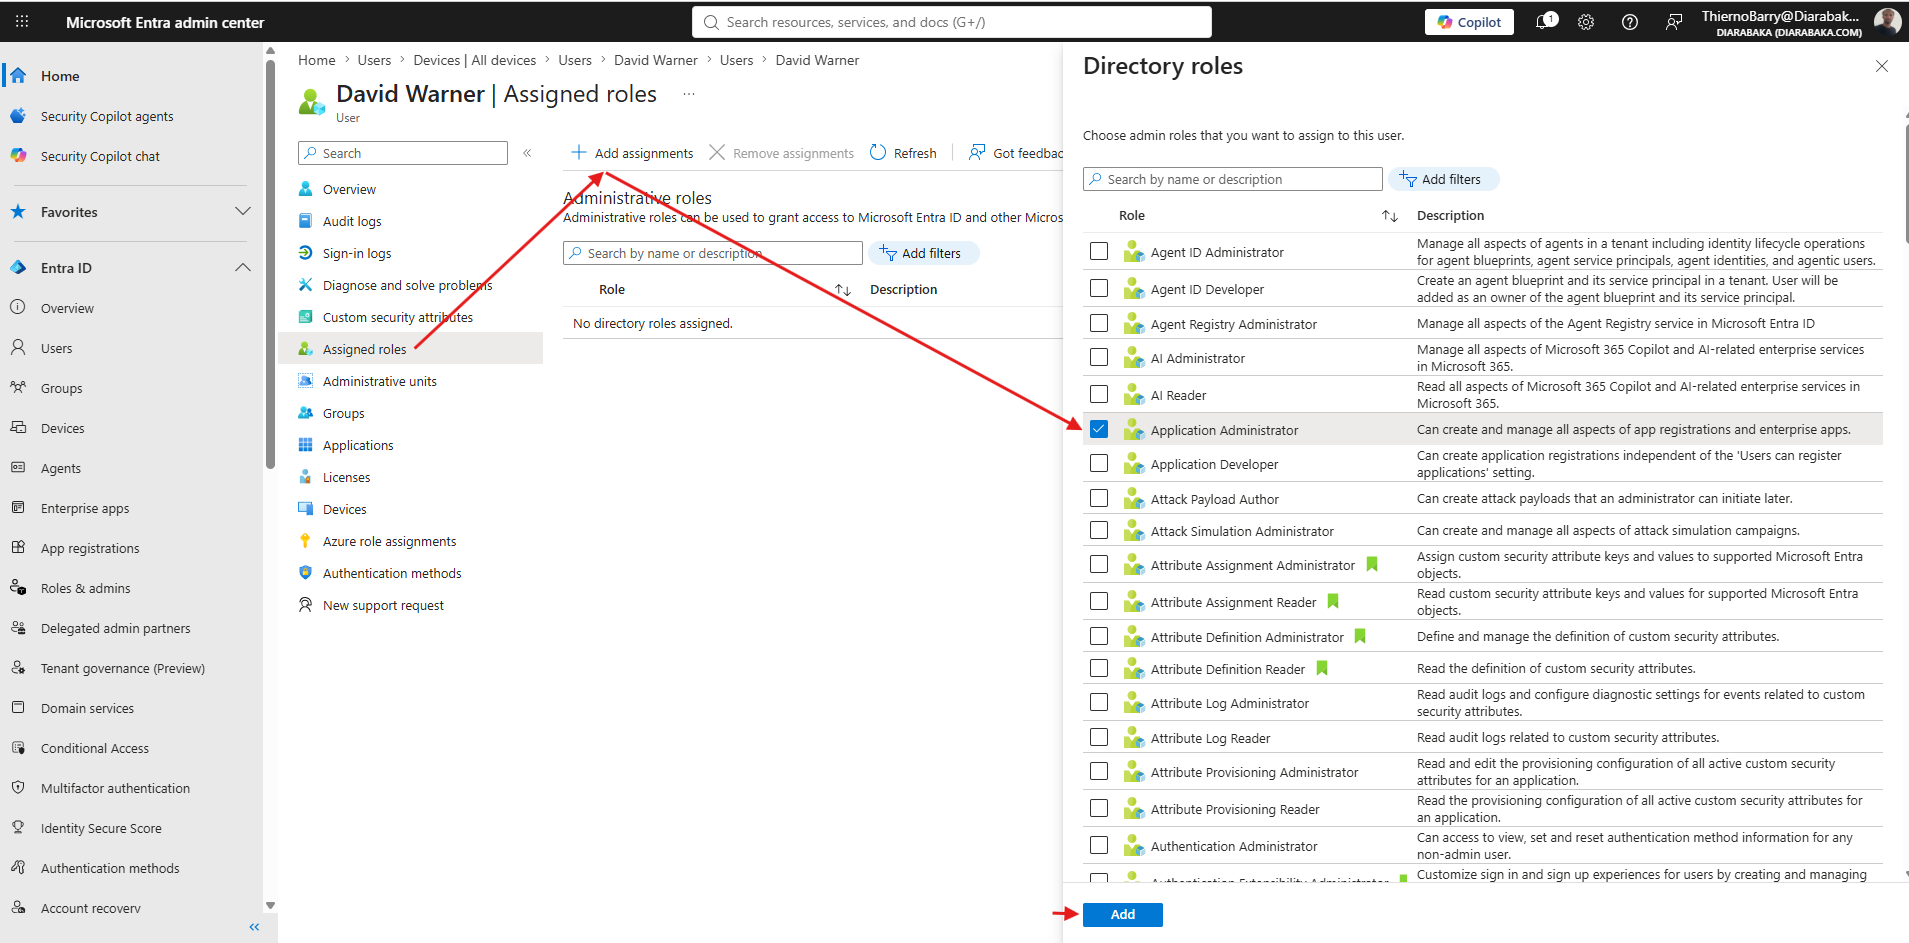 Microsoft Entra admin center
Search resources, services, and docs (G+/)
Copilot
1
ThiernoBarry@Diarabak...
DIARABAKA (DIARABAKA.COM)
Home
Security Copilot agents
Security Copilot chat
Favorites
Entra ID
Overview
Users
Groups
Devices
Agents
Enterprise apps
App registrations
Roles & admins
Delegated admin partners
Tenant governance (Preview)
Domain services
Conditional Access
Multifactor authentication
Identity Secure Score
Authentication methods
Account recovery
Home > Users > Devices | All devices > Users > David Warner > Users > David Warner
David Warner | Assigned roles ...
User
Search
Overview
Audit logs
Sign-in logs
Diagnose and solve problems
Custom security attributes
Assigned roles
Administrative units
Groups
Applications
Licenses
Devices
Azure role assignments
Authentication methods
New support request
Add assignments
Remove assignments
Refresh
Got feedbac
Administrative roles
Administrative roles can be used to grant access to Microsoft Entra ID and other Micros
Search by name or description
Add filters
Role
Description
No directory roles assigned.
Directory roles
Choose admin roles that you want to assign to this user.
Search by name or description
Add filters
Role
Description
Agent ID Administrator
Manage all aspects of agents in a tenant including identity lifecycle operations
for agent blueprints, agent service principals, agent identities, and agentic users.
Agent ID Developer
Create an agent blueprint and its service principal in a tenant. User will be
added as an owner of the agent blueprint and its service principal.
Agent Registry Administrator
Manage all aspects of the Agent Registry service in Microsoft Entra ID
AI Administrator
Manage all aspects of Microsoft 365 Copilot and AI-related enterprise services
in Microsoft 365.
AI Reader
Read all aspects of Microsoft 365 Copilot and AI-related enterprise services in
Microsoft 365.
Application Administrator
Can create and manage all aspects of app registrations and enterprise apps.
Application Developer
Can create application registrations independent of the 'Users can register
applications' setting.
Attack Payload Author
Can create attack payloads that an administrator can initiate later.
Attack Simulation Administrator
Can create and manage all aspects of attack simulation campaigns.
Attribute Assignment Administrator
Assign custom security attribute keys and values to supported Microsoft Entra
objects.
Attribute Assignment Reader
Read custom security attribute keys and values for supported Microsoft Entra
objects.
Attribute Definition Administrator
Define and manage the definition of custom security attributes.
Attribute Definition Reader
Read the definition of custom security attributes.
Attribute Log Administrator
Read audit logs and configure diagnostic settings for events related to custom
security attributes.
Attribute Log Reader
Read audit logs related to custom security attributes.
Attribute Provisioning Administrator
Read and edit the provisioning configuration of all active custom security
attributes for an application.
Attribute Provisioning Reader
Read the provisioning configuration of all active custom security attributes for
an application.
Authentication Administrator
Can access to view, set and reset authentication method information for any
non-admin user.
Authentication Extensibility Administrator
Customize sign in and sign up experiences for users by creating and managing
Add